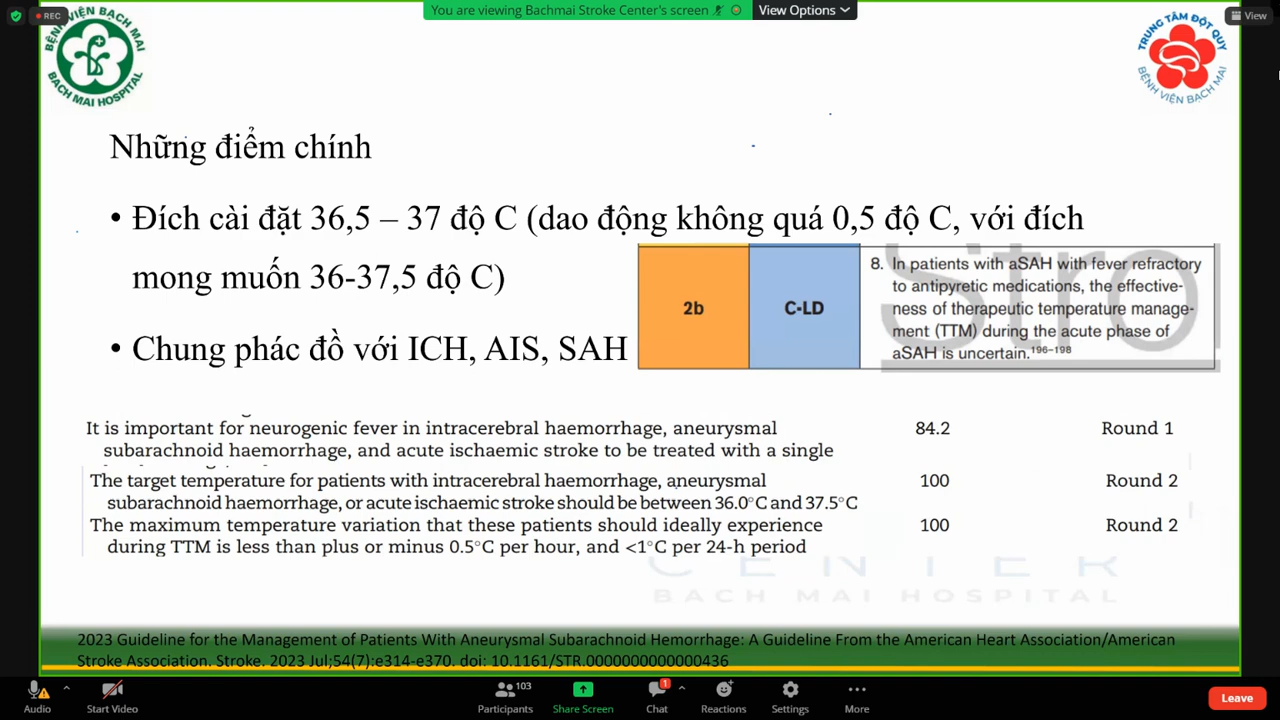 REC
You are viewing Bachmai Stroke Center's screen
View Options
View
BỆNH VIỆN BẠCH MAI
BACH MAI HOSPITAL
TRUNG TÂM ĐỘT QUỴ
BỆNH VIỆN BẠCH MAI
Những điểm chính
• Đích cài đặt 36,5 – 37 độ C (dao động không quá 0,5 độ C, với đích
mong muốn 36-37,5 độ C)
• Chung phác đồ với ICH, AIS, SAH
2b
C-LD
8. In patients with aSAH with fever refractory
to antipyretic medications, the effective-
ness of therapeutic temperature manage-
ment (TTM) during the acute phase of
aSAH is uncertain.196–198
Stro
It is important for neurogenic fever in intracerebral haemorrhage, aneurysmal 84.2 Round 1
subarachnoid haemorrhage, and acute ischaemic stroke to be treated with a single
The target temperature for patients with intracerebral haemorrhage, aneurysmal 100 Round 2
subarachnoid haemorrhage, or acute ischaemic stroke should be between 36.0°C and 37.5°C
The maximum temperature variation that these patients should ideally experience 100 Round 2
during TTM is less than plus or minus 0.5°C per hour, and <1°C per 24-h period
CENTER
BACH MAI HOSPITAL
2023 Guideline for the Management of Patients With Aneurysmal Subarachnoid Hemorrhage: A Guideline From the American Heart Association/American
Stroke Association. Stroke. 2023 Jul;54(7):e314-e370. doi: 10.1161/STR.0000000000000436
103
1
Audio
Start Video
Participants
Share Screen
Chat
Reactions
Settings
More
Leave